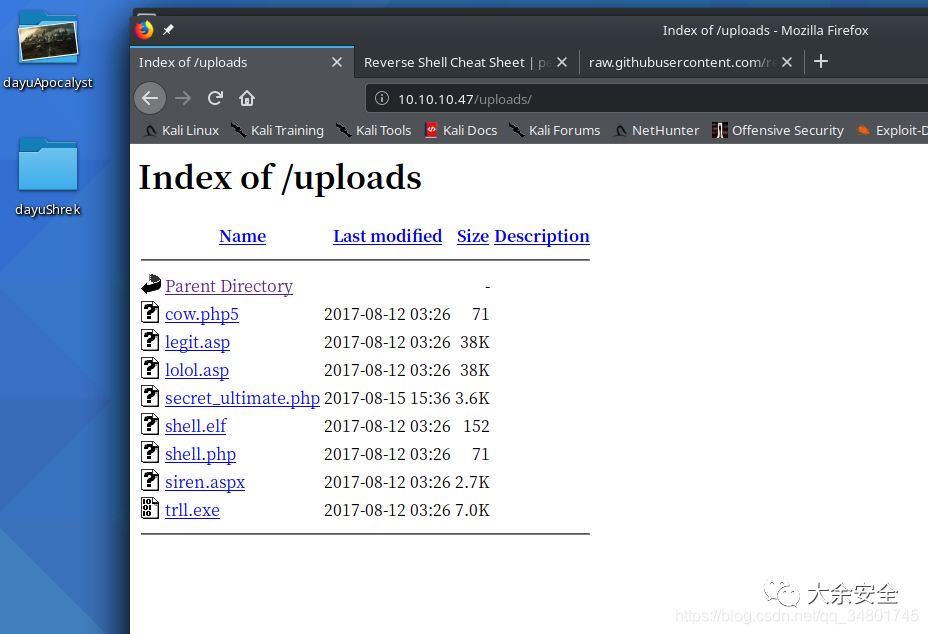 dayuApocalyst
dayuShrek
Index of /uploads - Mozilla Firefox
Index of /uploads
Reverse Shell Cheat Sheet | pe
raw.githubusercontent.com/re
10.10.10.47/uploads/
Kali Linux Kali Training Kali Tools Kali Docs Kali Forums NetHunter Offensive Security Exploit-D
Index of /uploads
Name Last modified Size Description
Parent Directory -
cow.php5 2017-08-12 03:26 71
legit.asp 2017-08-12 03:26 38K
lolol.asp 2017-08-12 03:26 38K
secret_ultimate.php 2017-08-15 15:36 3.6K
shell.elf 2017-08-12 03:26 152
shell.php 2017-08-12 03:26 71
siren.aspx 2017-08-12 03:26 2.7K
trll.exe 2017-08-12 03:26 7.0K
大余安全
https://blog.csdn.net/qq_34801745